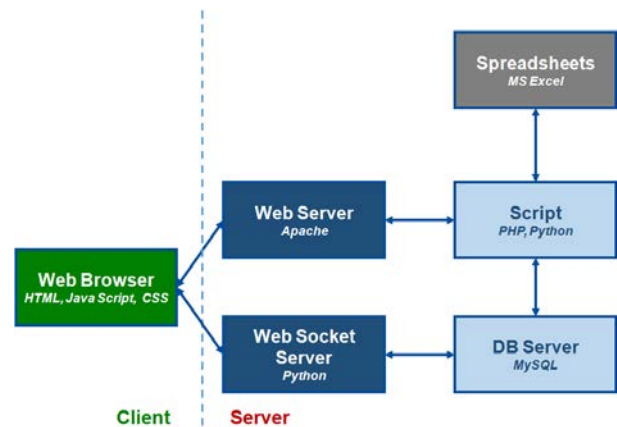 Spreadsheets
MS Excel
Web Server
Apache
Script
PHP, Python
Web Browser
HTML, Java Script, CSS
Web Socket
Server
Python
DB Server
MySQL
Client
Server